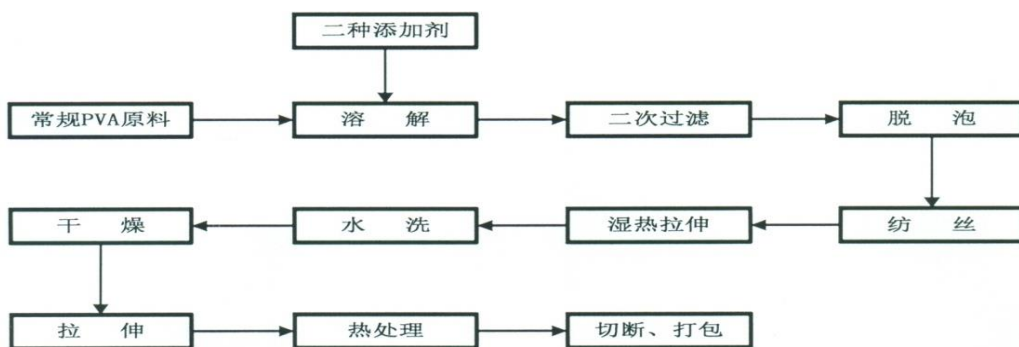 二种添加剂
常规PVA原料
溶 解
二次过滤
脱 泡
纺 丝
湿热拉伸
水 洗
干 燥
拉 伸
热处理
切断、打包